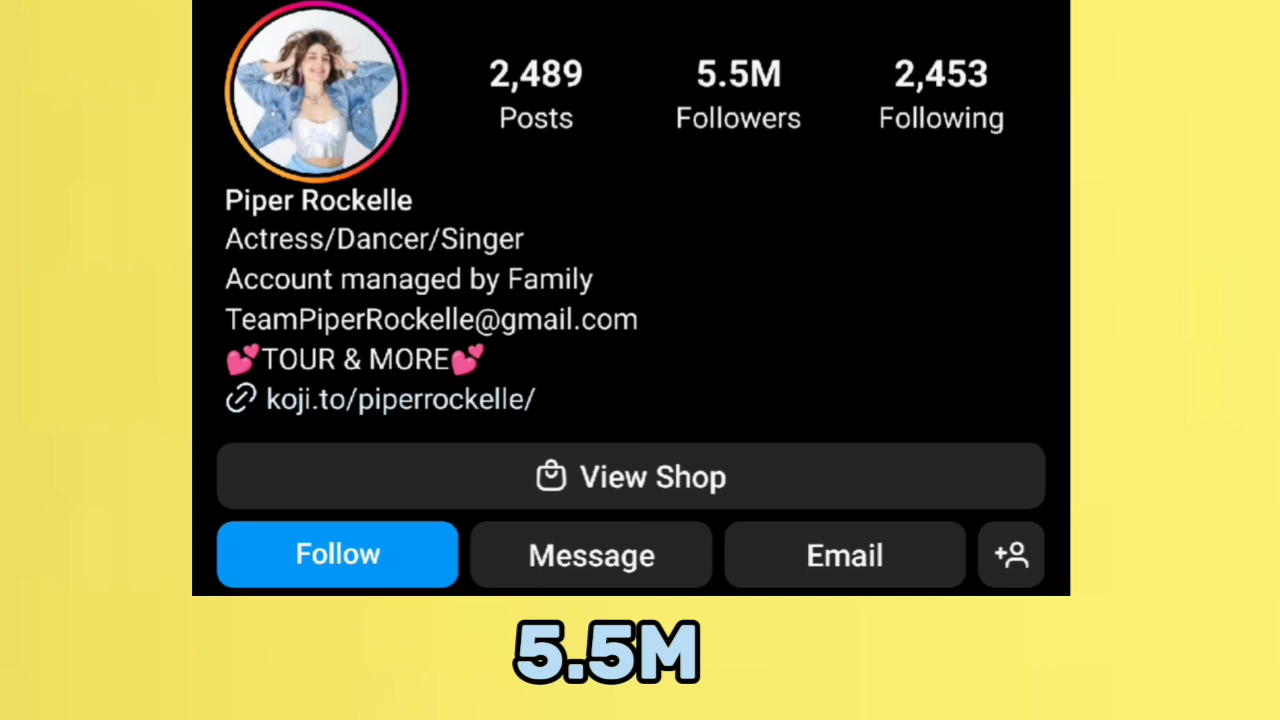 2,489 5.5M 2,453
Posts Followers Following
Piper Rockelle
Actress/Dancer/Singer
Account managed by Family
TeamPiperRockelle@gmail.com
💕TOUR & MORE💕
koji.to/piperrockelle/
View Shop
Follow Message Email
5.5M